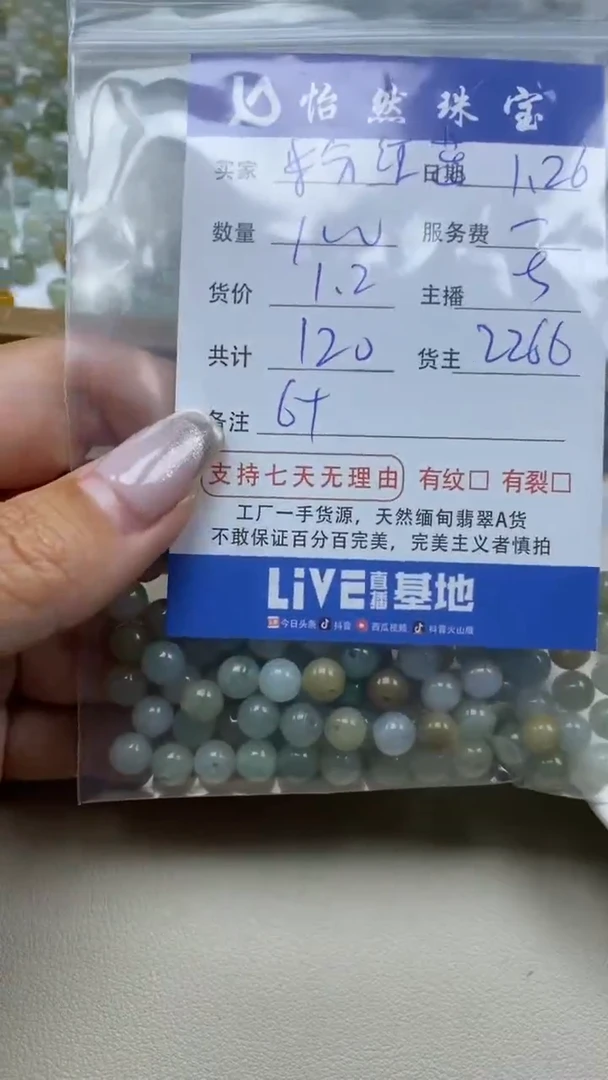 怡然珠宝
买家 日期 1.26
数量 100 服务费 一
货价 1.2 主播
共计 120 货主 2266
备注 6+
支持七天无理由 有纹□ 有裂□
工厂一手货源，天然缅甸翡翠A货
不敢保证百分百完美，完美主义者慎拍
LiVE直播基地
今日头条 抖音 西瓜视频 抖音火山版